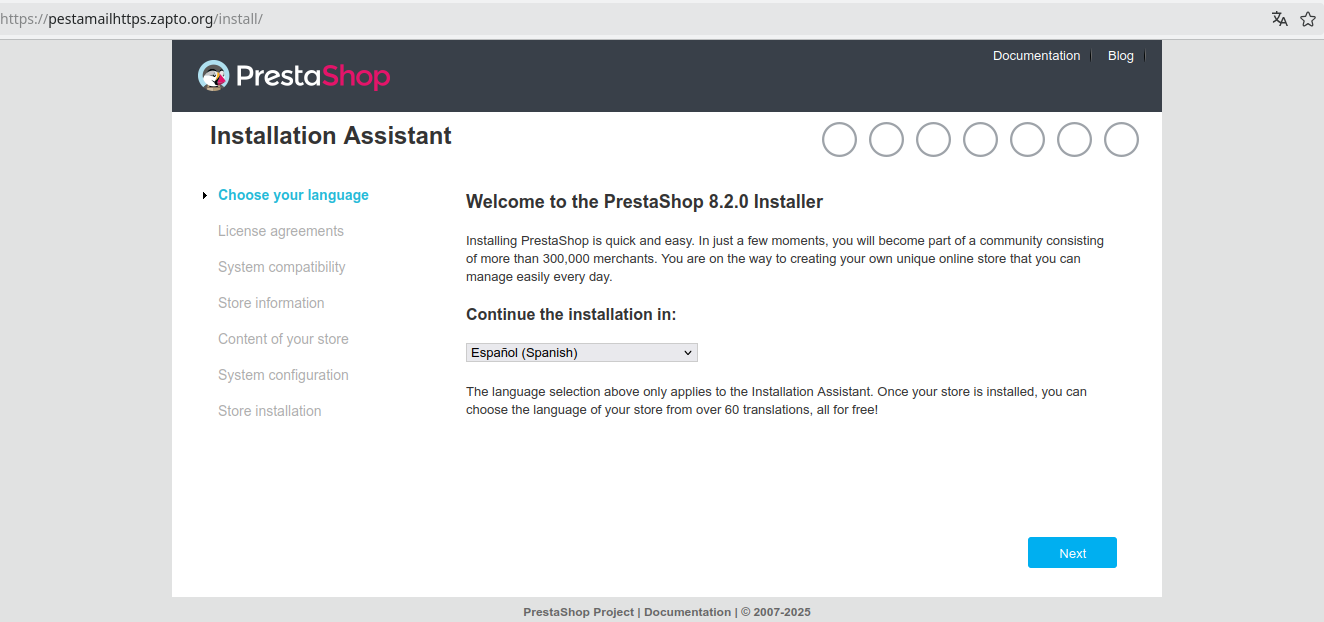 https://pestamailhttps.zapto.org/install/
Documentation
Blog
PrestaShop
Installation Assistant
Choose your language
License agreements
System compatibility
Store information
Content of your store
System configuration
Store installation
Welcome to the PrestaShop 8.2.0 Installer
Installing PrestaShop is quick and easy. In just a few moments, you will become part of a community consisting
of more than 300,000 merchants. You are on the way to creating your own unique online store that you can
manage easily every day.
Continue the installation in:
Español (Spanish)
The language selection above only applies to the Installation Assistant. Once your store is installed, you can
choose the language of your store from over 60 translations, all for free!
Next
PrestaShop Project | Documentation | © 2007-2025